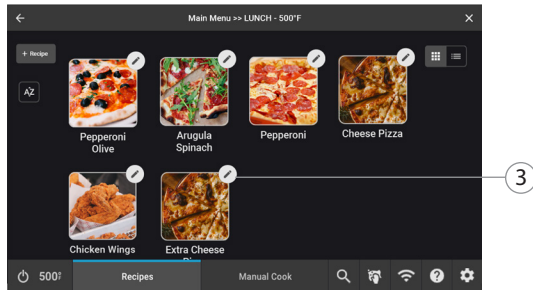 Main Menu >> LUNCH - 500°F
+ Recipe
AZ
Pepperoni
Olive
Arugula
Spinach
Pepperoni
Cheese Pizza
3
Chicken Wings
Extra Cheese
500°F
Recipes
Manual Cook